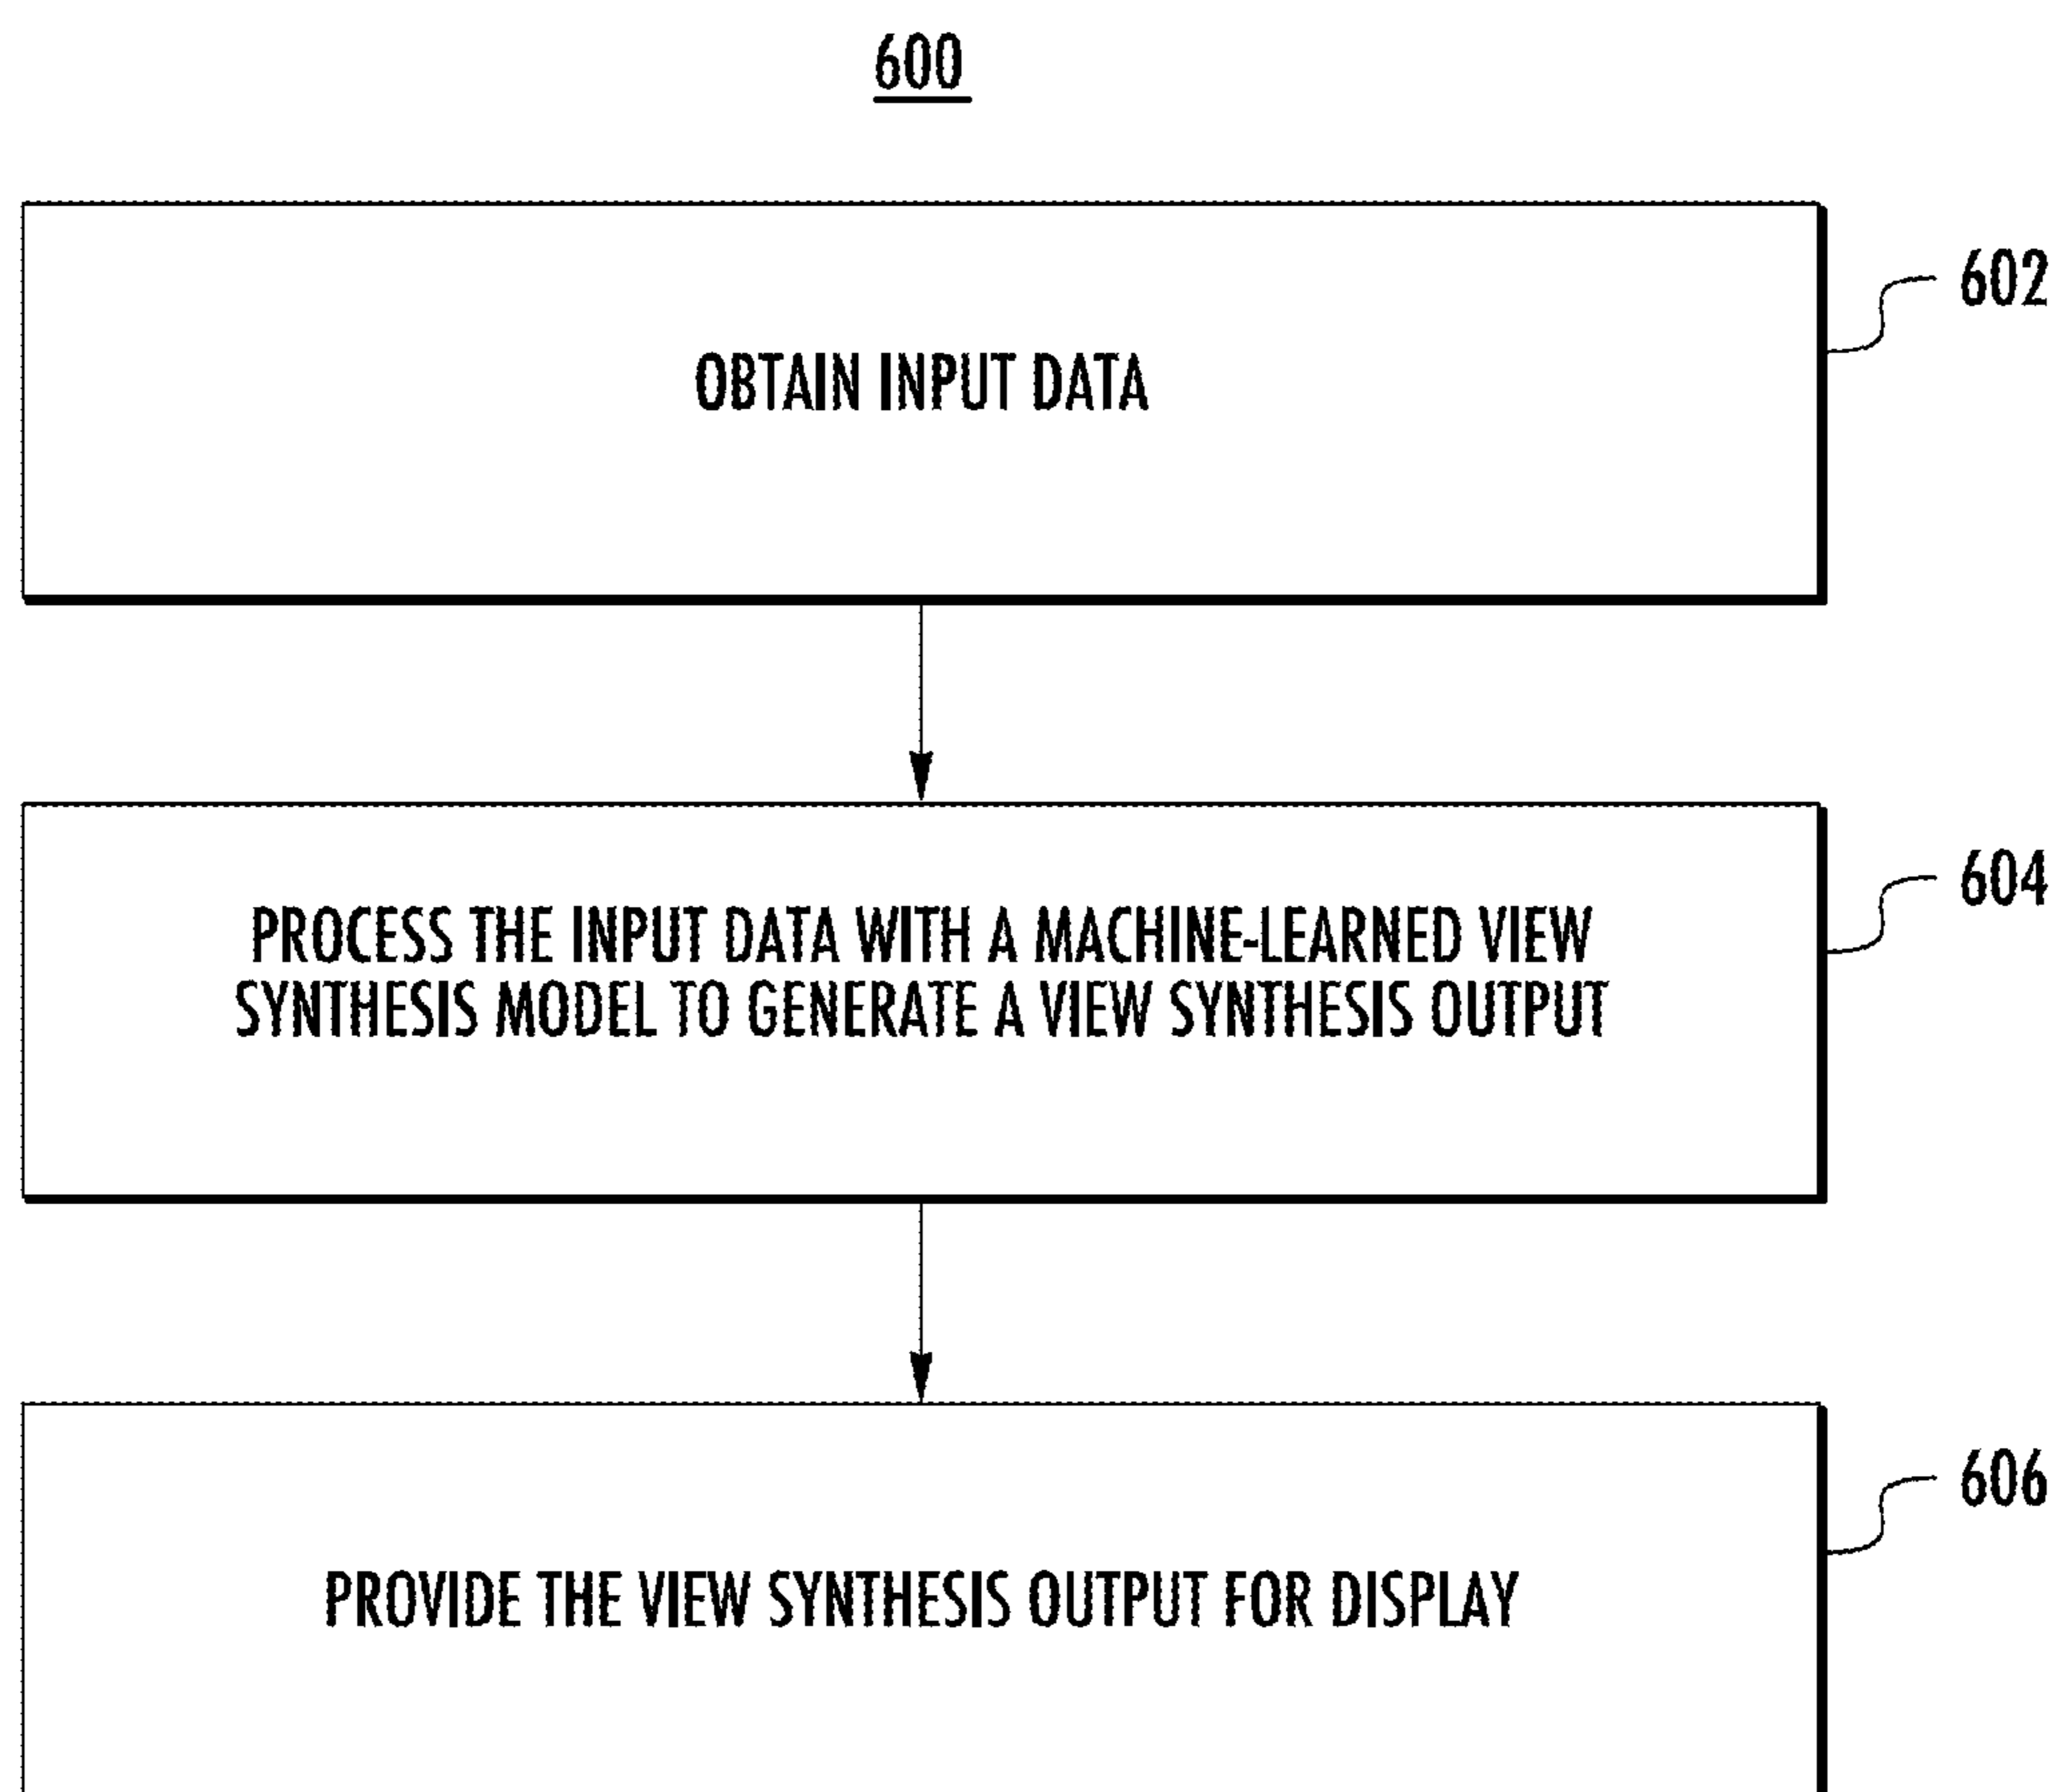 600
OBTAIN INPUT DATA
602
PROCESS THE INPUT DATA WITH A MACHINE-LEARNED VIEW
SYNTHESIS MODEL TO GENERATE A VIEW SYNTHESIS OUTPUT
604
PROVIDE THE VIEW SYNTHESIS OUTPUT FOR DISPLAY
606